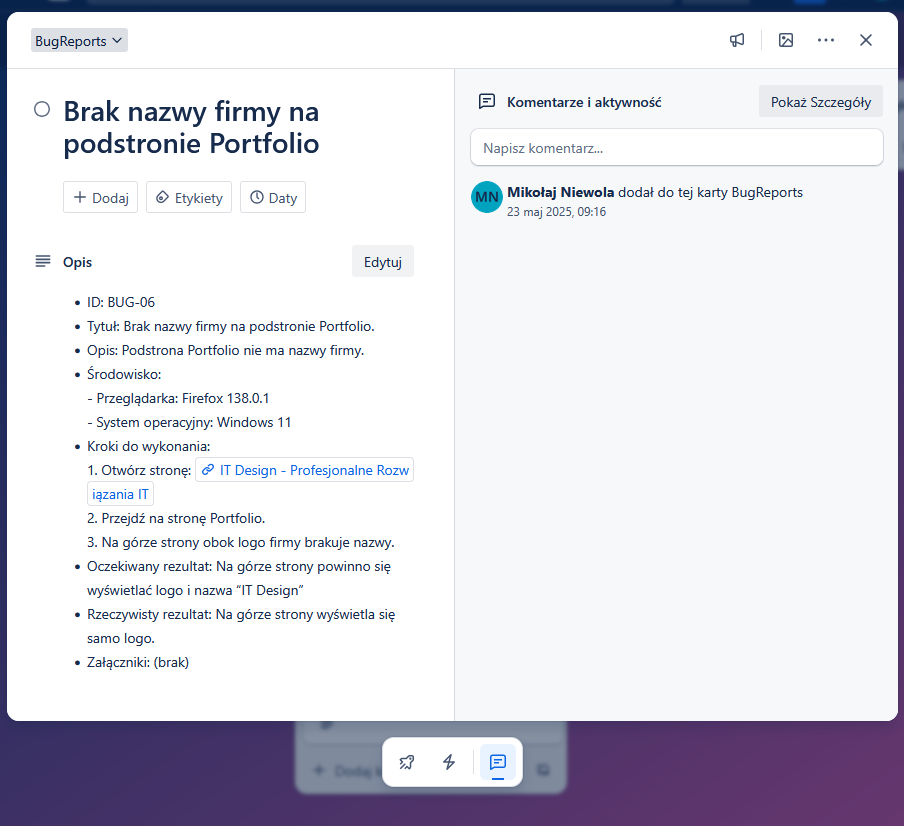 BugReports
Brak nazwy firmy na
podstronie Portfolio
Dodaj
Etykiety
Daty
Opis
Edytuj
• ID: BUG-06
• Tytuł: Brak nazwy firmy na podstronie Portfolio.
• Opis: Podstrona Portfolio nie ma nazwy firmy.
• Środowisko:
- Przeglądarka: Firefox 138.0.1
- System operacyjny: Windows 11
• Kroki do wykonania:
1. Otwórz stronę: IT Design - Profesjonalne Rozw
iązania IT
2. Przejdź na stronę Portfolio.
3. Na górze strony obok logo firmy brakuje nazwy.
• Oczekiwany rezultat: Na górze strony powinno się
wyświetlać logo i nazwa “IT Design”
• Rzeczywisty rezultat: Na górze strony wyświetla się
samo logo.
• Załączniki: (brak)
Komentarze i aktywność
Pokaż Szczegóły
Napisz komentarz...
MN
Mikołaj Niewola dodał do tej karty BugReports
23 maj 2025, 09:16
Dodaj